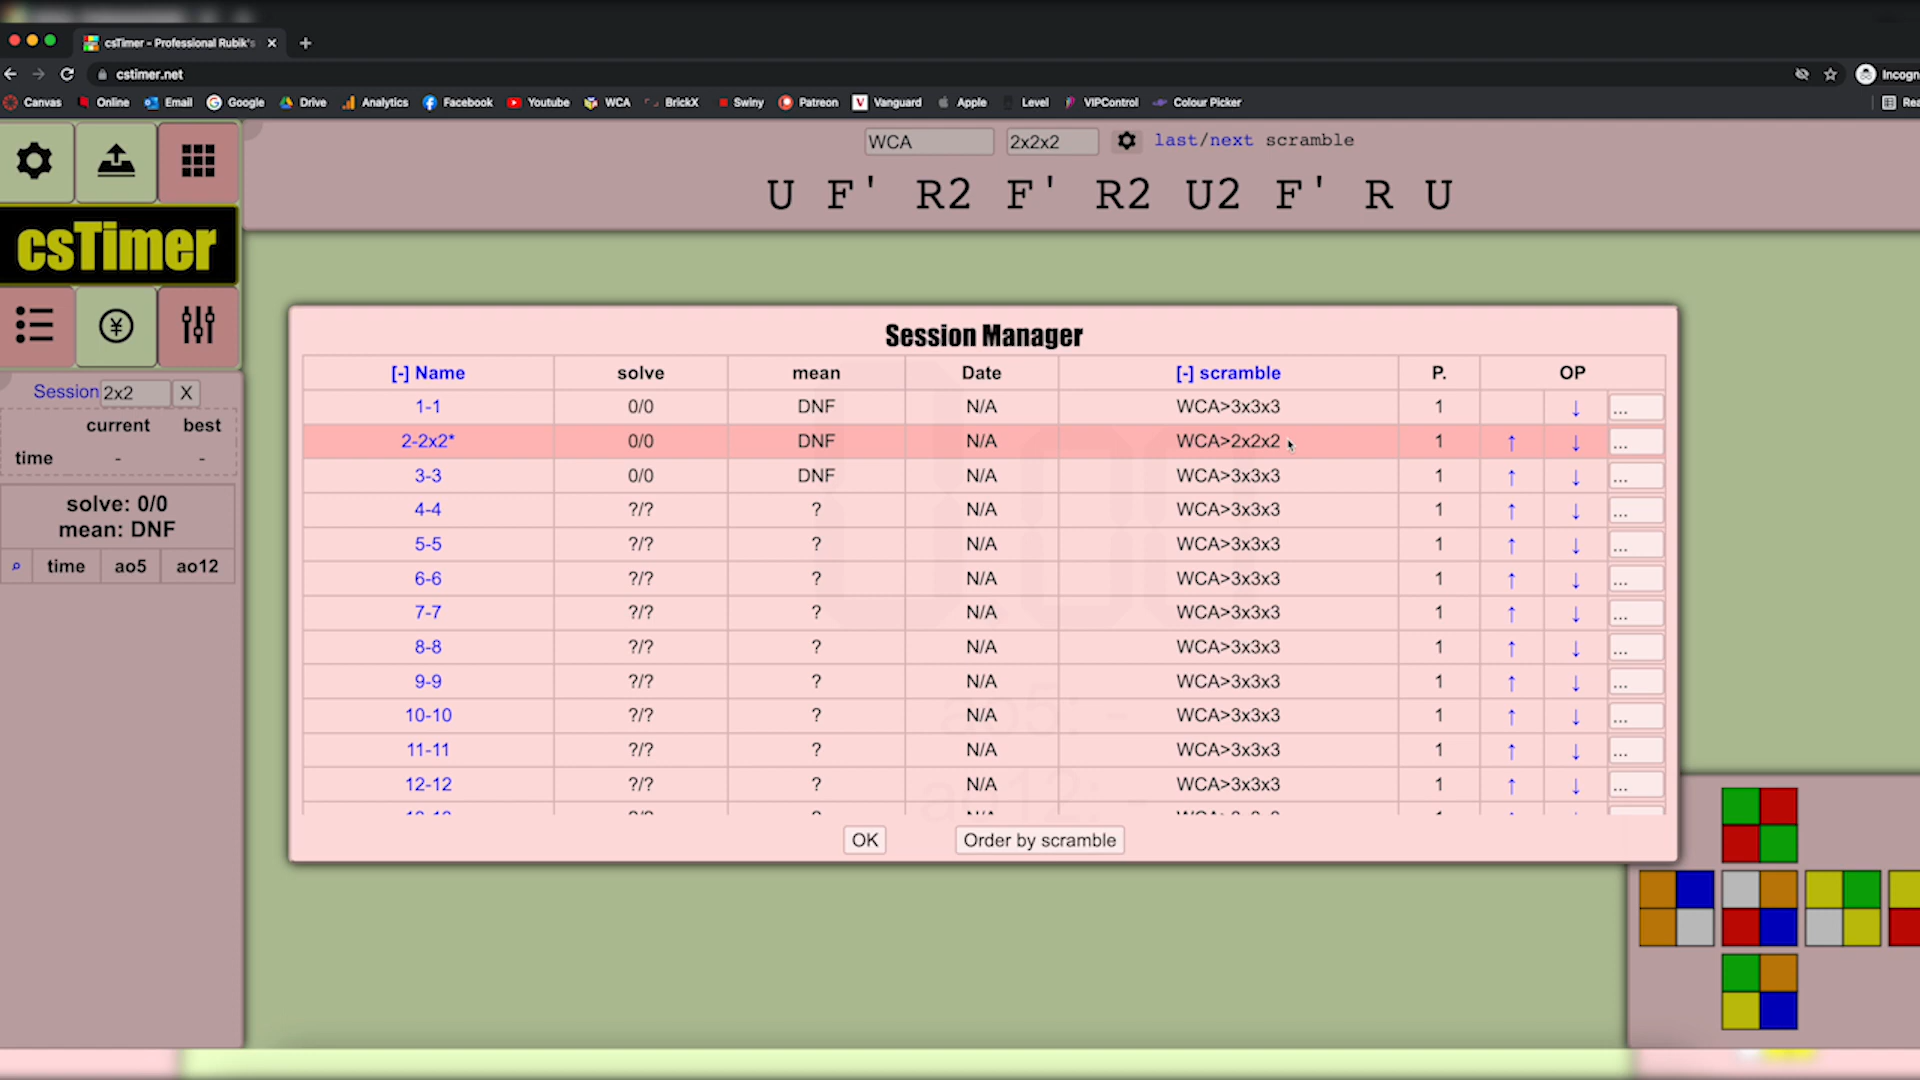 csTimer - Professional Rubik's
cstimer.net
Incogn
Canvas Online Email Google Drive Analytics Facebook Youtube WCA BrickX Swiny Patreon Vanguard Apple Level VIPControl Colour Picker Rea
WCA 2x2x2 last/next scramble
U F' R2 F' R2 U2 F' R U
csTimer
Session 2x2 X
current best
time - -
solve: 0/0
mean: DNF
time ao5 ao12
Session Manager
[-] Name solve mean Date [-] scramble P. OP
1-1 0/0 DNF N/A WCA>3x3x3 1 ↓ ...
2-2x2* 0/0 DNF N/A WCA>2x2x2 1 ↑ ↓ ...
3-3 0/0 DNF N/A WCA>3x3x3 1 ↑ ↓ ...
4-4 ?/? ? N/A WCA>3x3x3 1 ↑ ↓ ...
5-5 ?/? ? N/A WCA>3x3x3 1 ↑ ↓ ...
6-6 ?/? ? N/A WCA>3x3x3 1 ↑ ↓ ...
7-7 ?/? ? N/A WCA>3x3x3 1 ↑ ↓ ...
8-8 ?/? ? N/A WCA>3x3x3 1 ↑ ↓ ...
9-9 ?/? ? N/A WCA>3x3x3 1 ↑ ↓ ...
10-10 ?/? ? N/A WCA>3x3x3 1 ↑ ↓ ...
11-11 ?/? ? N/A WCA>3x3x3 1 ↑ ↓ ...
12-12 ?/? ? N/A WCA>3x3x3 1 ↑ ↓ ...
ao5: -
ao12: -
OK Order by scramble